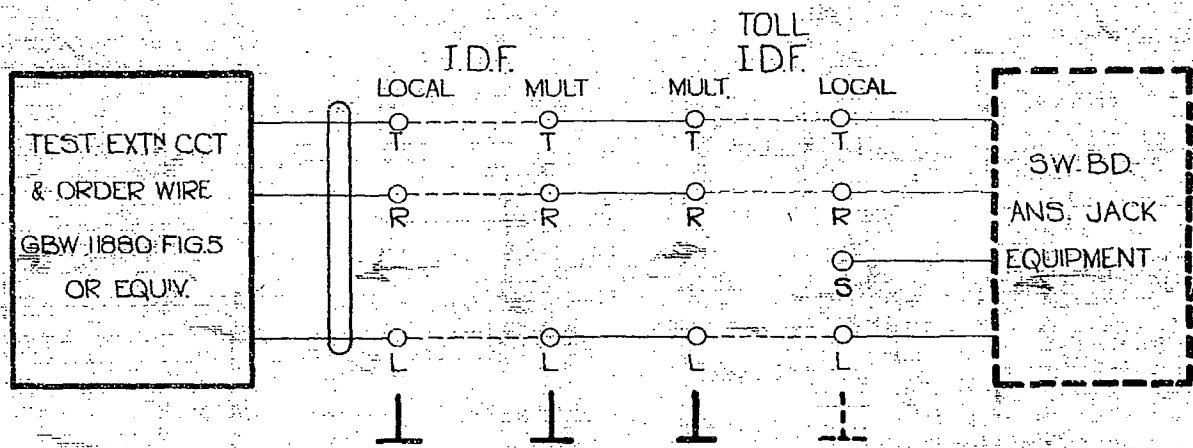 TOLL
I.D.F. I.D.F.
LOCAL MULT MULT. LOCAL
TEST EXTN CCT
& ORDER WIRE
GBW 11880 FIG.5
OR EQUIV.
T T T T
R R R R
S
L L L L
SW. BD.
ANS. JACK
EQUIPMENT